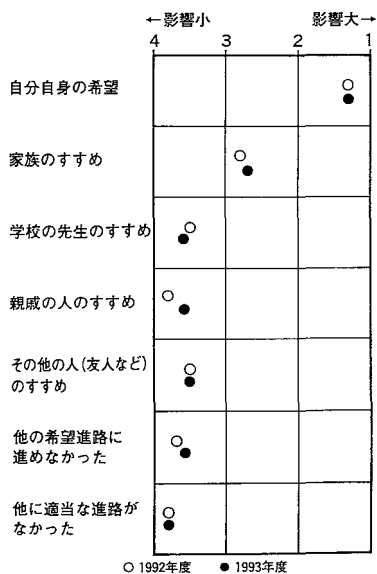 ←影響小 影響大→
4 3 2 1
自分自身の希望
家族のすすめ
学校の先生のすすめ
親戚の人のすすめ
その他の人(友人など)
のすすめ
他の希望進路に
進めなかった
他に適当な進路が
なかった
○ 1992年度 ● 1993年度